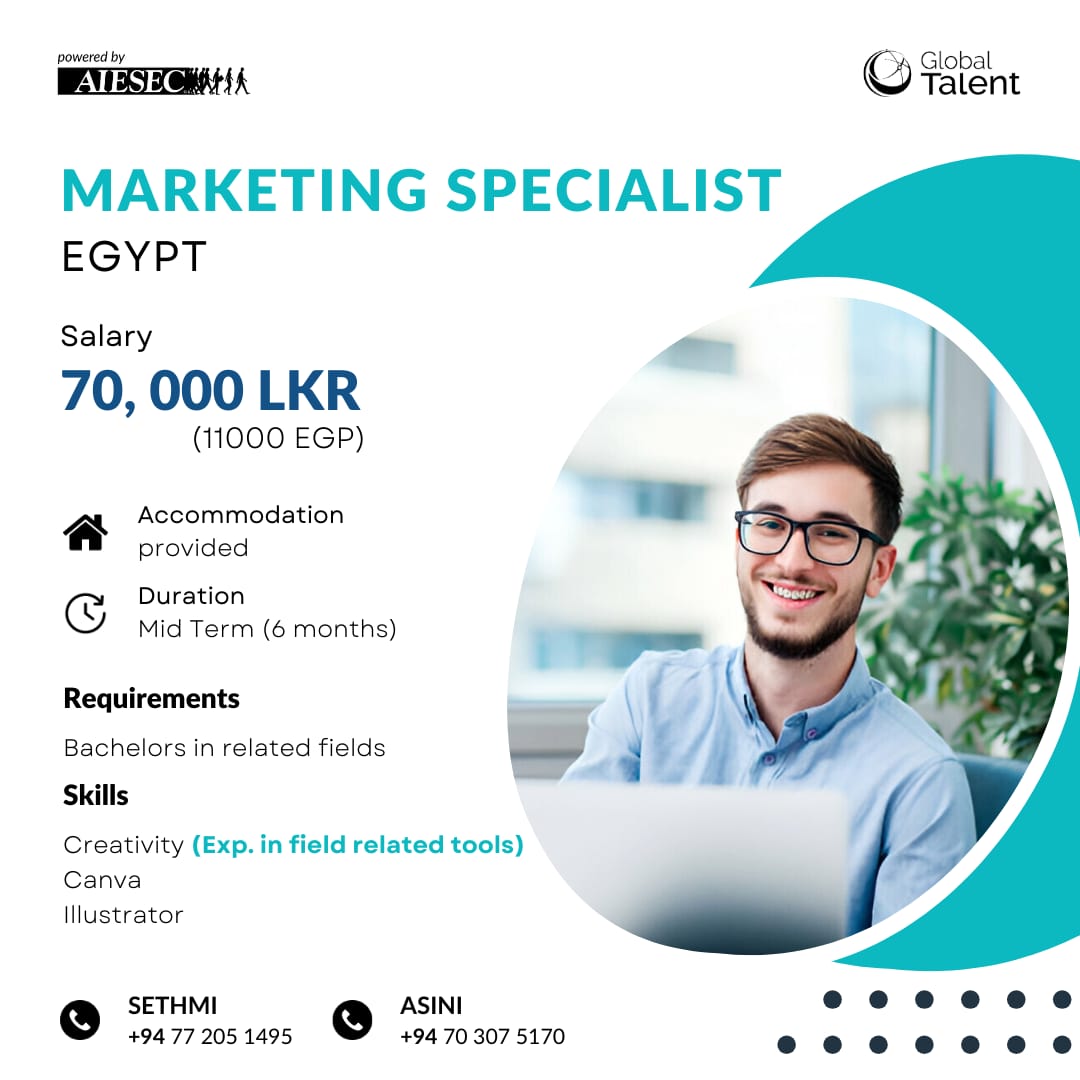 powered by
AIESEC
Global
Talent
MARKETING SPECIALIST
EGYPT
Salary
70, 000 LKR
(11000 EGP)
Accommodation
provided
Duration
Mid Term (6 months)
Requirements
Bachelors in related fields
Skills
Creativity (Exp. in field related tools)
Canva
Illustrator
SETHMI
+94 77 205 1495
ASINI
+94 70 307 5170